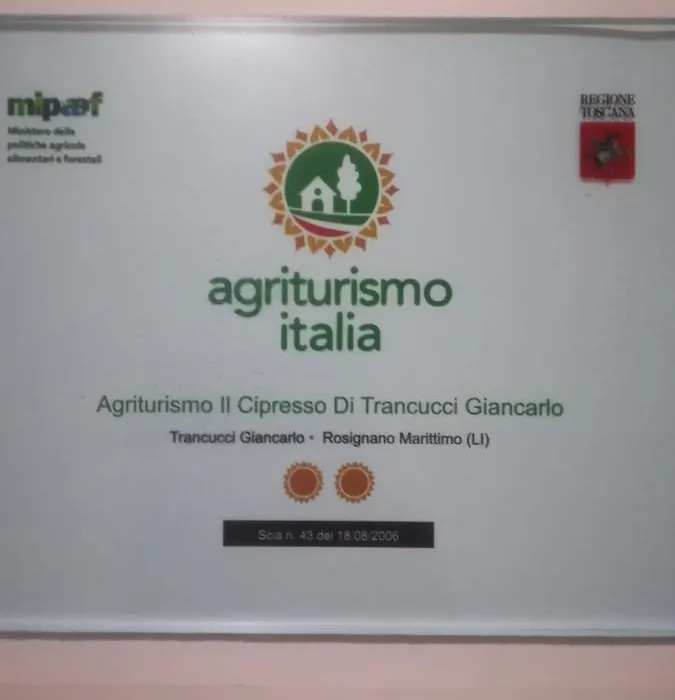 mipaaf
Ministero delle
politiche agricole
alimentari e forestali
REGIONE
TOSCANA
agriturismo
italia
Agriturismo Il Cipresso Di Trancucci Giancarlo
Trancucci Giancarlo • Rosignano Marittimo (LI)
Scia n. 43 del 18/08/2006